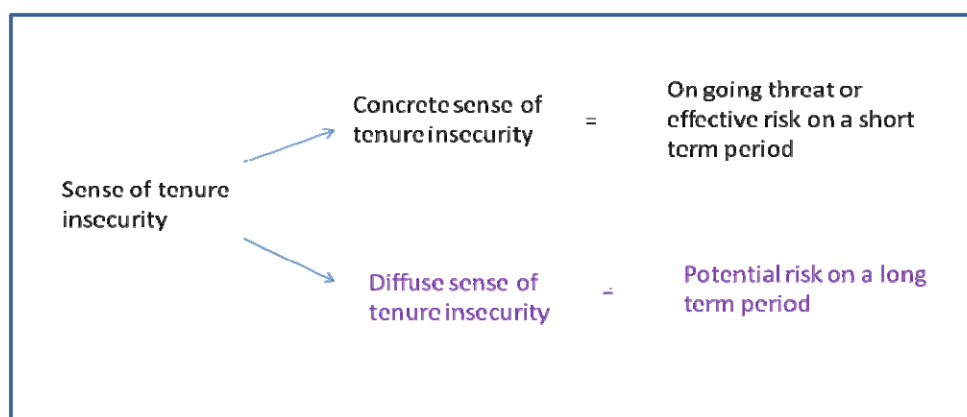 Concrete sense of
tenure insecurity
=
On going threat or
effective risk on a short
term period
Sense of tenure
insecurity
Diffuse sense of
tenure insecurity
=
Potential risk on a long
term period